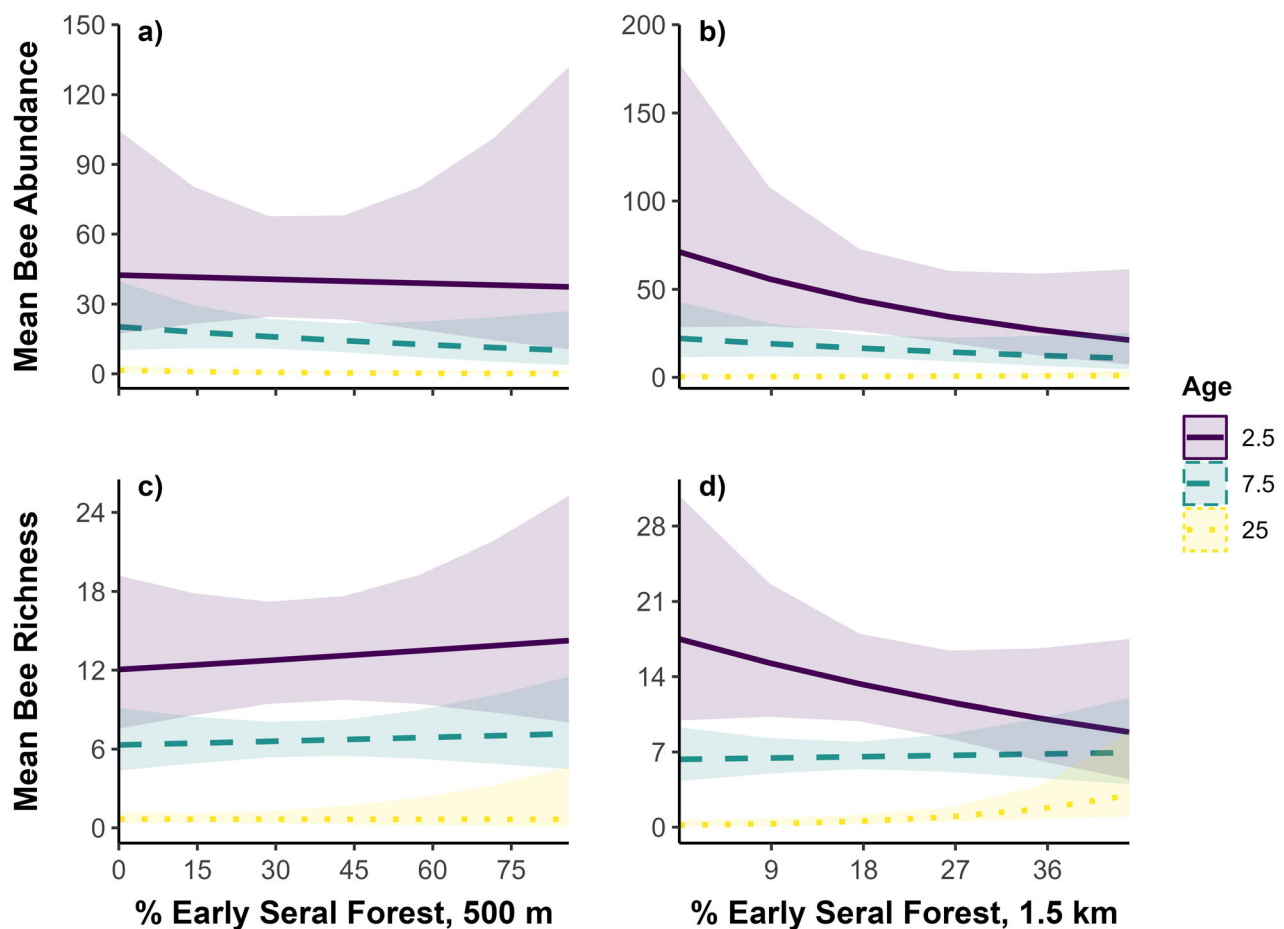 a)
b)
Mean Bee Abundance
150
120
90
60
30
0
200
150
100
50
0
c)
d)
Mean Bee Richness
24
18
12
6
0
28
21
14
7
0
0 15 30 45 60 75
9 18 27 36
% Early Seral Forest, 500 m
% Early Seral Forest, 1.5 km
Age
2.5
7.5
25